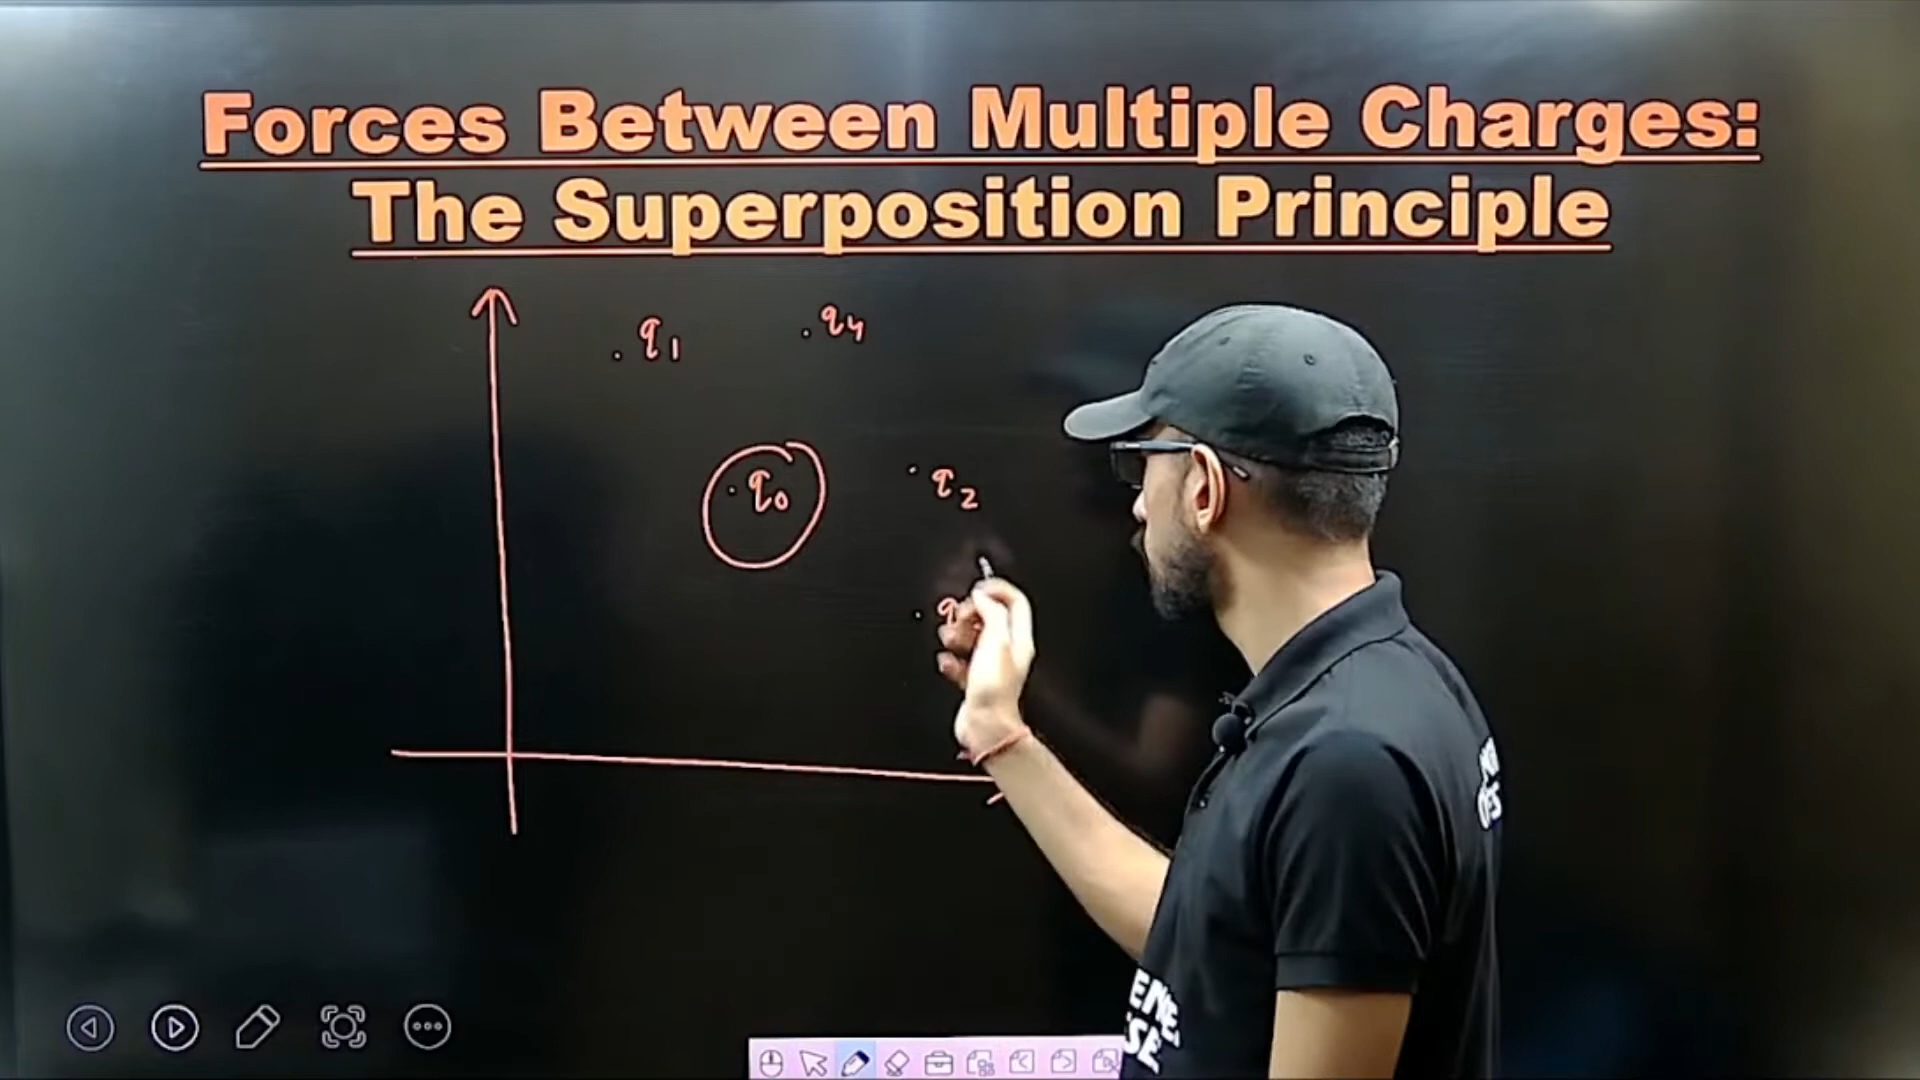 Forces Between Multiple Charges:
The Superposition Principle
q1
q4
q0
q2
q